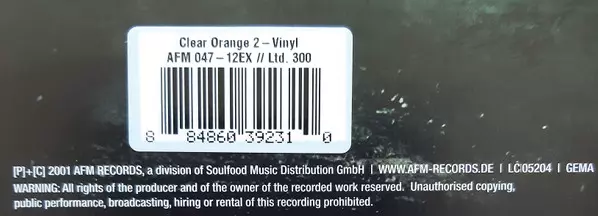 Clear Orange 2 – Vinyl
AFM 047 – 12EX // Ltd. 300
8 84860 39231 0
[P]+[C] 2001 AFM RECORDS, a division of Soulfood Music Distribution GmbH I WWW.AFM-RECORDS.DE I LC05204 I GEMA
WARNING: All rights of the producer and of the owner of the recorded work reserved. Unauthorised copying,
public performance, broadcasting, hiring or rental of this recording prohibited.